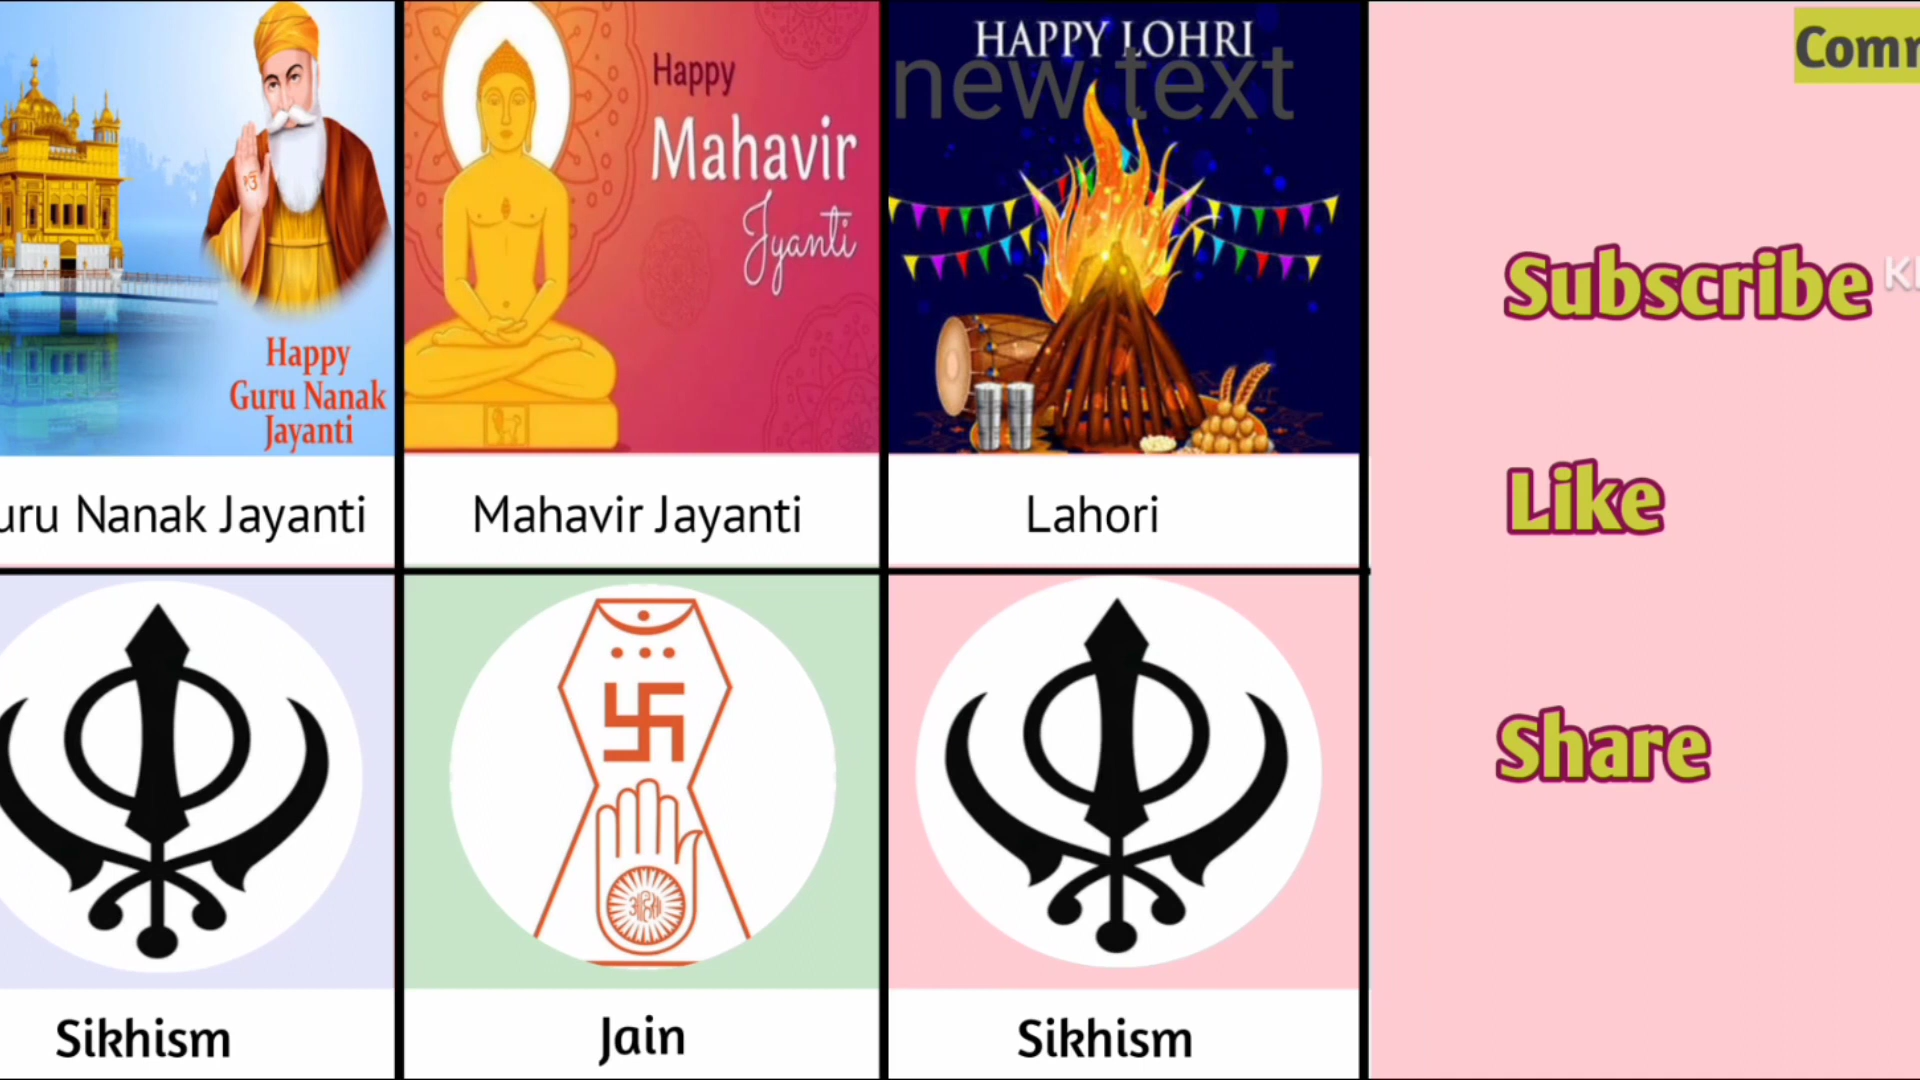 Happy
Guru Nanak
Jayanti
Happy
Mahavir
Jyanti
HAPPY LOHRI
new text
Comm
Subscribe
Like
Share
uru Nanak Jayanti
Mahavir Jayanti
Lahori
Sikhism
Jain
Sikhism